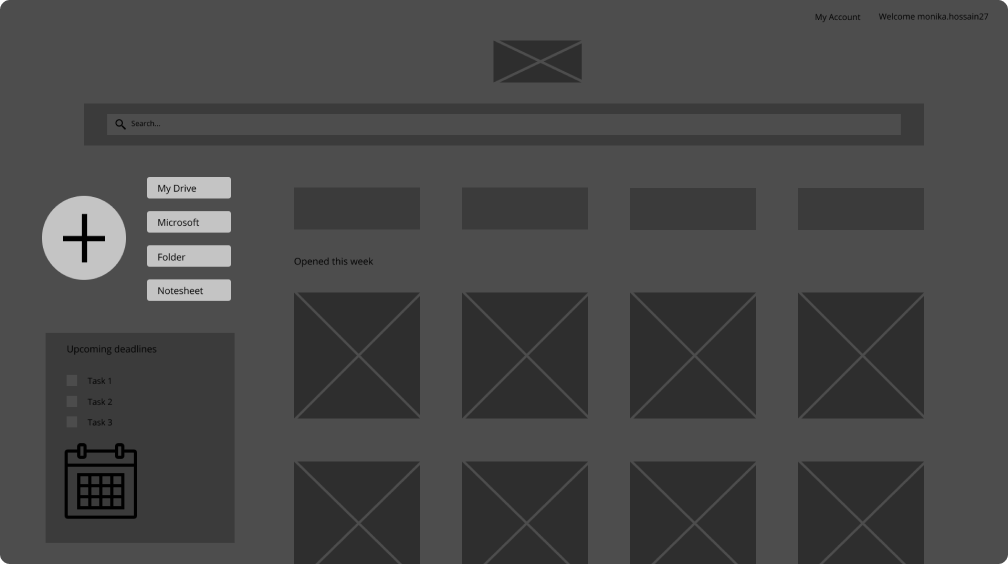 My Account
Welcome monika.hossain27
Search...
My Drive
Microsoft
Folder
Notesheet
Opened this week
Upcoming deadlines
Task 1
Task 2
Task 3